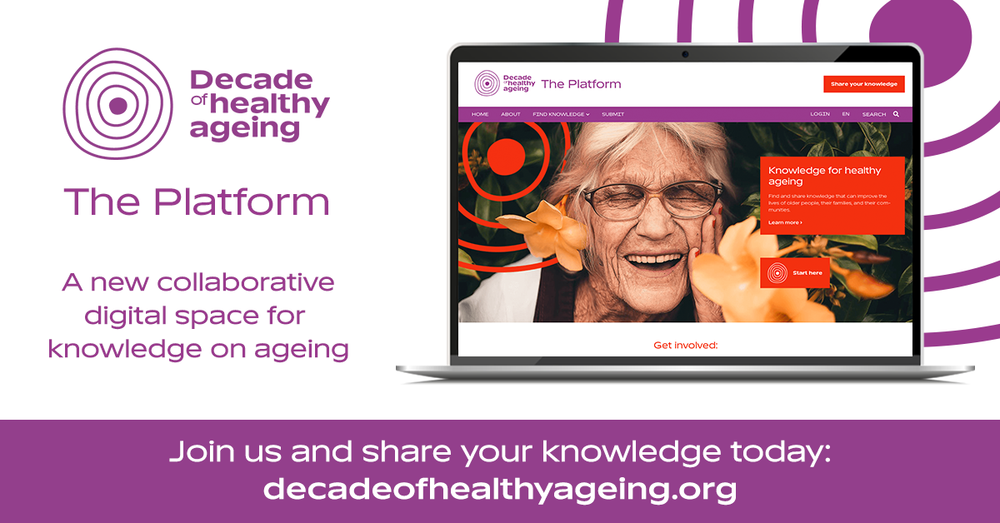 Decade
of healthy
ageing
The Platform
A new collaborative
digital space for
knowledge on ageing
Decade
of healthy
ageing
The Platform
Share your knowledge
HOME ABOUT FIND KNOWLEDGE SUBMIT LOGIN EN SEARCH
Knowledge for healthy
ageing
Find and share knowledge that can improve the
lives of older people, their families, and their com-
munities.
Learn more ›
Start here
Get involved:
Join us and share your knowledge today:
decadeofhealthyageing.org